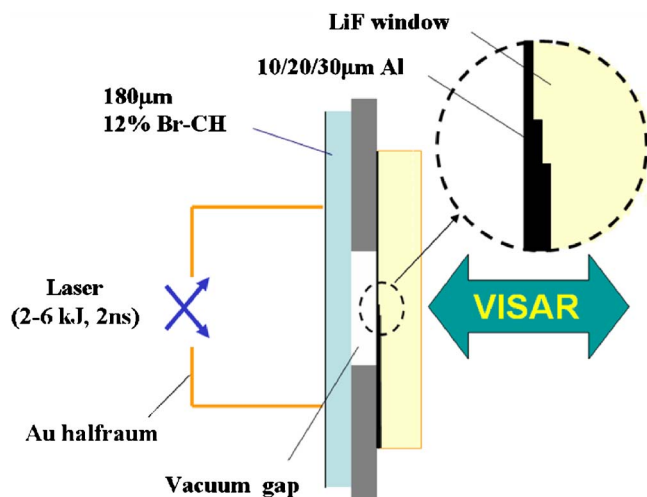 LiF window
10/20/30μm Al
180μm
12% Br-CH
Laser
(2-6 kJ, 2ns)
VISAR
Au halfraum
Vacuum gap